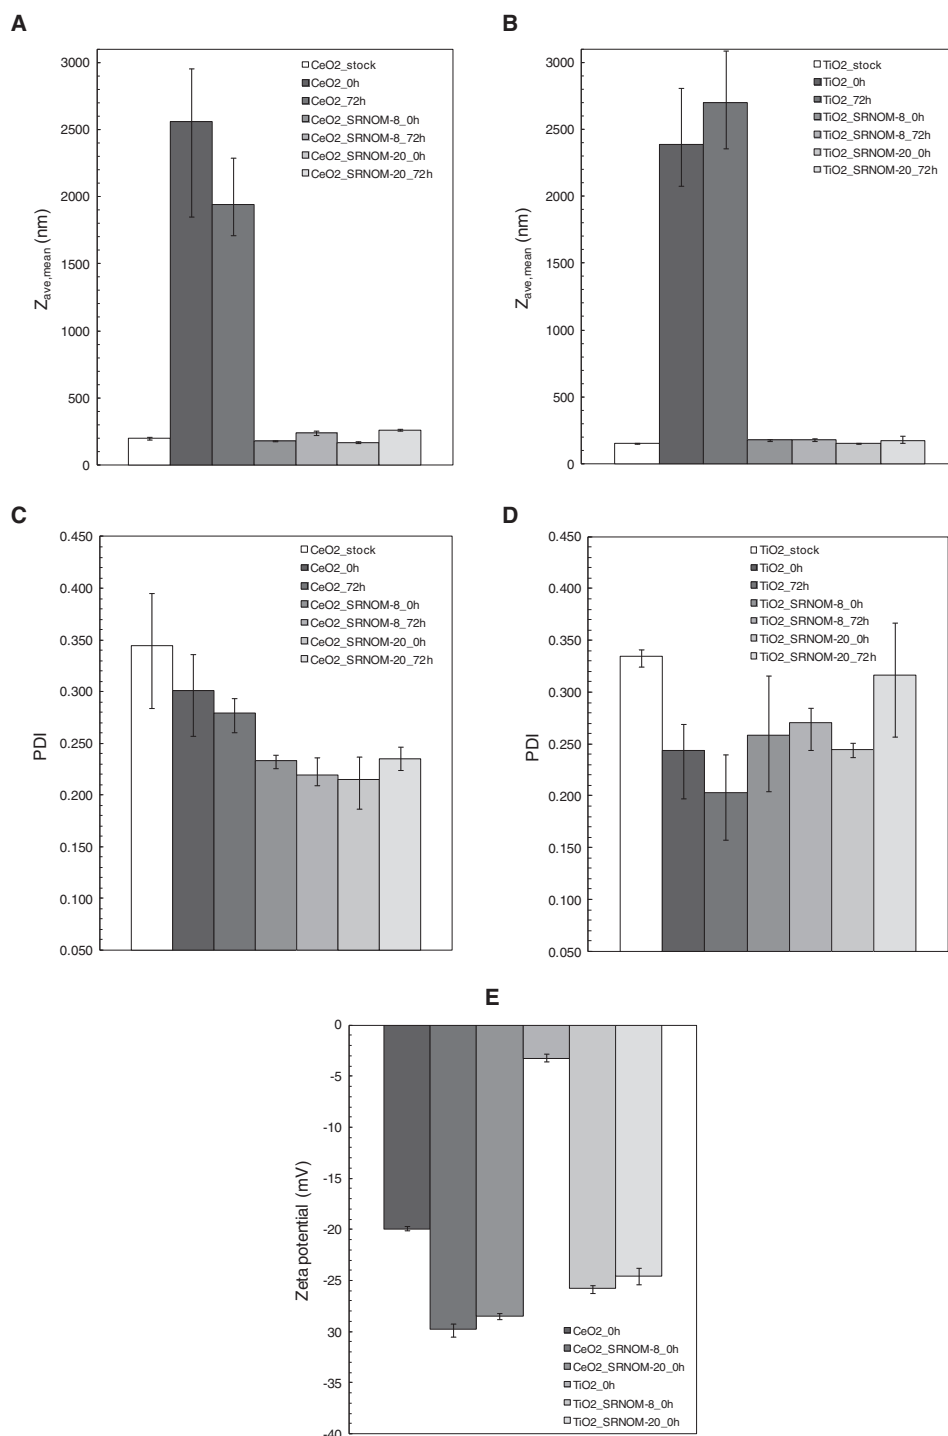 A
3000
2500
2000
1500
1000
500
0
Zave,mean (nm)
CeO2_stock
CeO2_0h
CeO2_72h
CeO2_SRNOM-8_0h
CeO2_SRNOM-8_72h
CeO2_SRNOM-20_0h
CeO2_SRNOM-20_72h
B
3000
2500
2000
1500
1000
500
0
Zave,mean (nm)
TiO2_stock
TiO2_0h
TiO2_72h
TiO2_SRNOM-8_0h
TiO2_SRNOM-8_72h
TiO2_SRNOM-20_0h
TiO2_SRNOM-20_72h
C
0.450
0.400
0.350
0.300
0.250
0.200
0.150
0.100
0.050
PDI
CeO2_stock
CeO2_0h
CeO2_72h
CeO2_SRNOM-8_0h
CeO2_SRNOM-8_72h
CeO2_SRNOM-20_0h
CeO2_SRNOM-20_72h
D
0.450
0.400
0.350
0.300
0.250
0.200
0.150
0.100
0.050
PDI
TiO2_stock
TiO2_0h
TiO2_72h
TiO2_SRNOM-8_0h
TiO2_SRNOM-8_72h
TiO2_SRNOM-20_0h
TiO2_SRNOM-20_72h
E
0
-5
-10
-15
-20
-25
30
-35
-40
Zeta potential (mV)
CeO2_0h
CeO2_SRNOM-8_0h
CeO2_SRNOM-20_0h
TiO2_0h
TiO2_SRNOM-8_0h
TiO2_SRNOM-20_0h